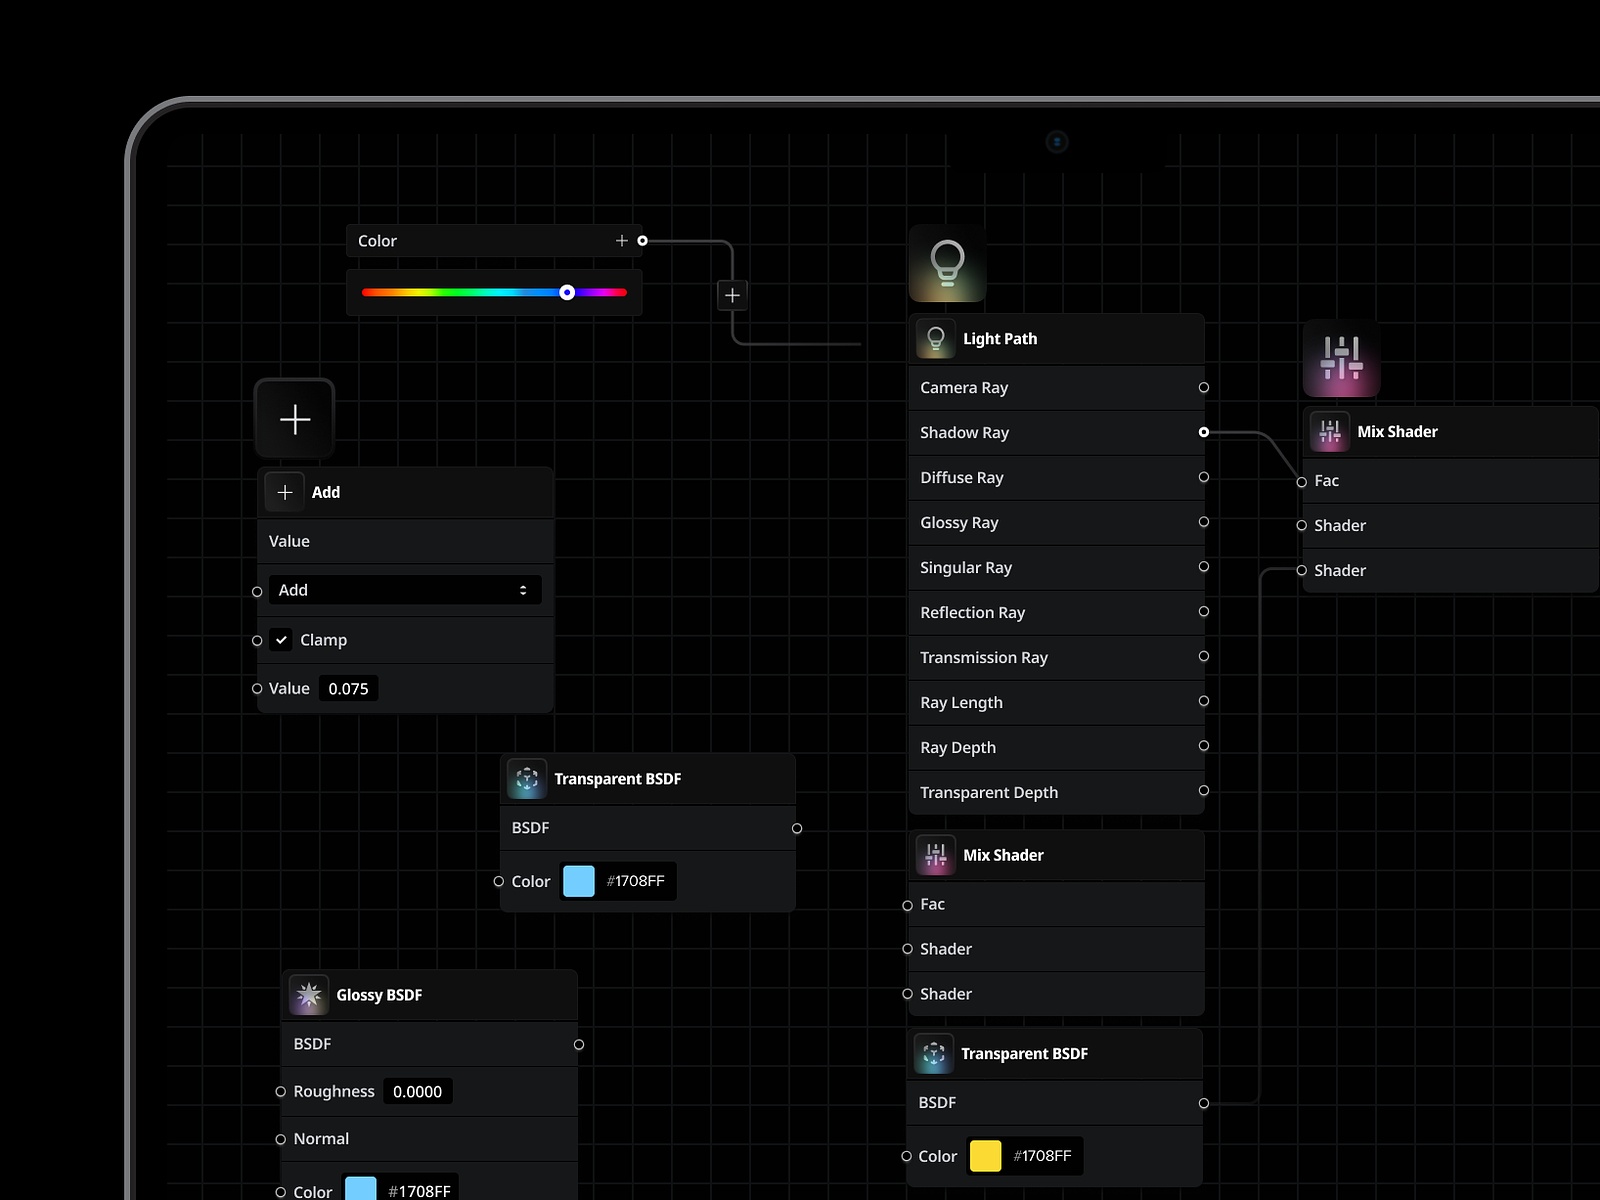 Color
Add
Value
Add
Clamp
Value 0.075
Transparent BSDF
BSDF
Color #1708FF
Glossy BSDF
BSDF
Roughness 0.0000
Normal
Color #1708FF
Light Path
Camera Ray
Shadow Ray
Diffuse Ray
Glossy Ray
Singular Ray
Reflection Ray
Transmission Ray
Ray Length
Ray Depth
Transparent Depth
Mix Shader
Fac
Shader
Shader
Transparent BSDF
BSDF
Color #1708FF
Mix Shader
Fac
Shader
Shader